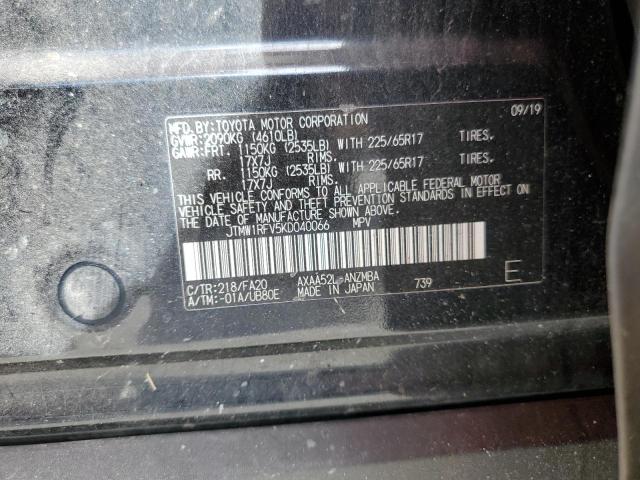 MFD. BY: TOYOTA MOTOR CORPORATION 09/19
GVWR: 2090KG (4610LB)
GAWR: FRT. 1150KG (2535LB) WITH 225/65R17 TIRES,
17X7J RIMS.
RR. 1150KG (2535LB) WITH 225/65R17 TIRES,
17X7J RIMS.
THIS VEHICLE CONFORMS TO ALL APPLICABLE FEDERAL MOTOR
VEHICLE SAFETY AND THEFT PREVENTION STANDARDS IN EFFECT ON
THE DATE OF MANUFACTURE SHOWN ABOVE.
JTMW1RFV5KD040066 MPV
C/TR: 218/FA20 AXAA52L-ANZMBA 739 E
A/TM: -01A/UB80E MADE IN JAPAN